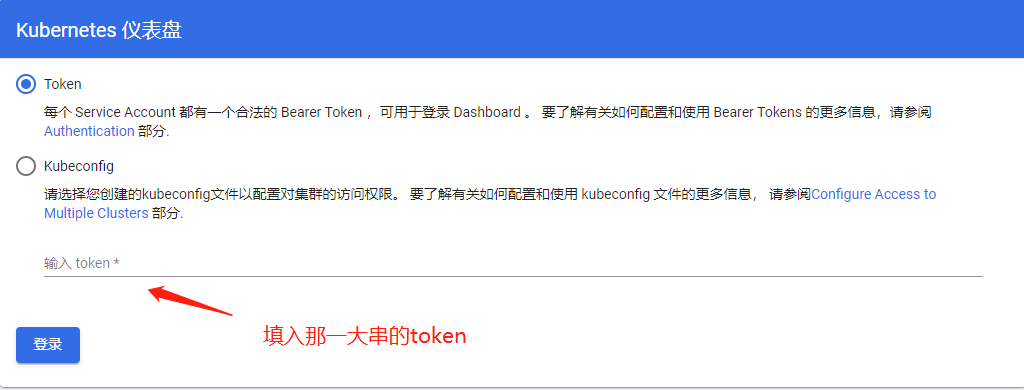 Kubernetes 仪表盘
Token
每个 Service Account 都有一个合法的 Bearer Token ，可用于登录 Dashboard 。 要了解有关如何配置和使用 Bearer Tokens 的更多信息，请参阅
Authentication 部分.
Kubeconfig
请选择您创建的kubeconfig文件以配置对集群的访问权限。 要了解有关如何配置和使用 kubeconfig 文件的更多信息， 请参阅Configure Access to
Multiple Clusters 部分.
输入 token *
填入那一大串的token
登录